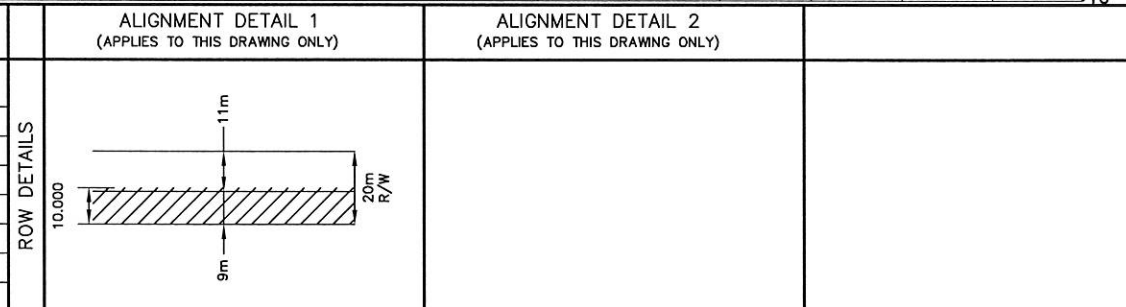 ALIGNMENT DETAIL 1
(APPLIES TO THIS DRAWING ONLY)
ALIGNMENT DETAIL 2
(APPLIES TO THIS DRAWING ONLY)
ROW DETAILS
10.000
11m
9m
20m
R/W